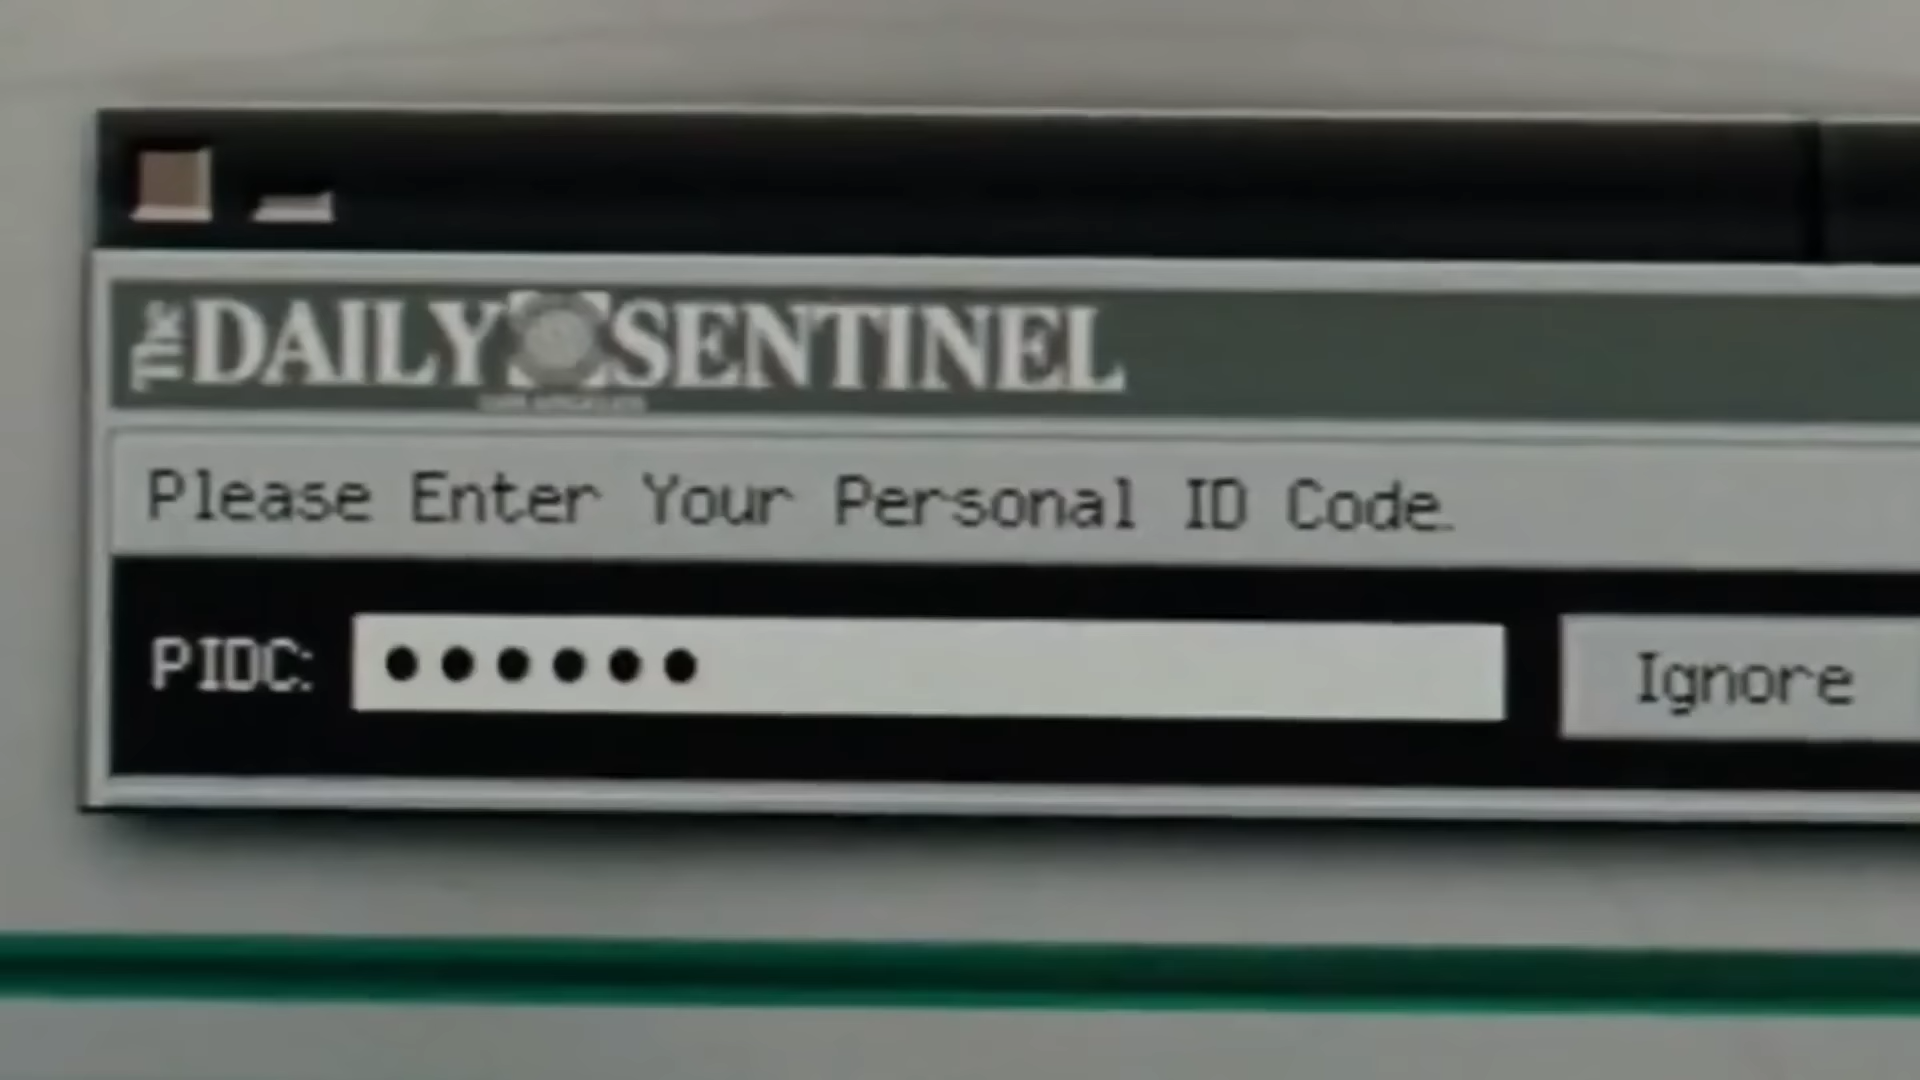 The DAILY SENTINEL
Please Enter Your Personal ID Code.
PIDC: ●●●●●● Ignore